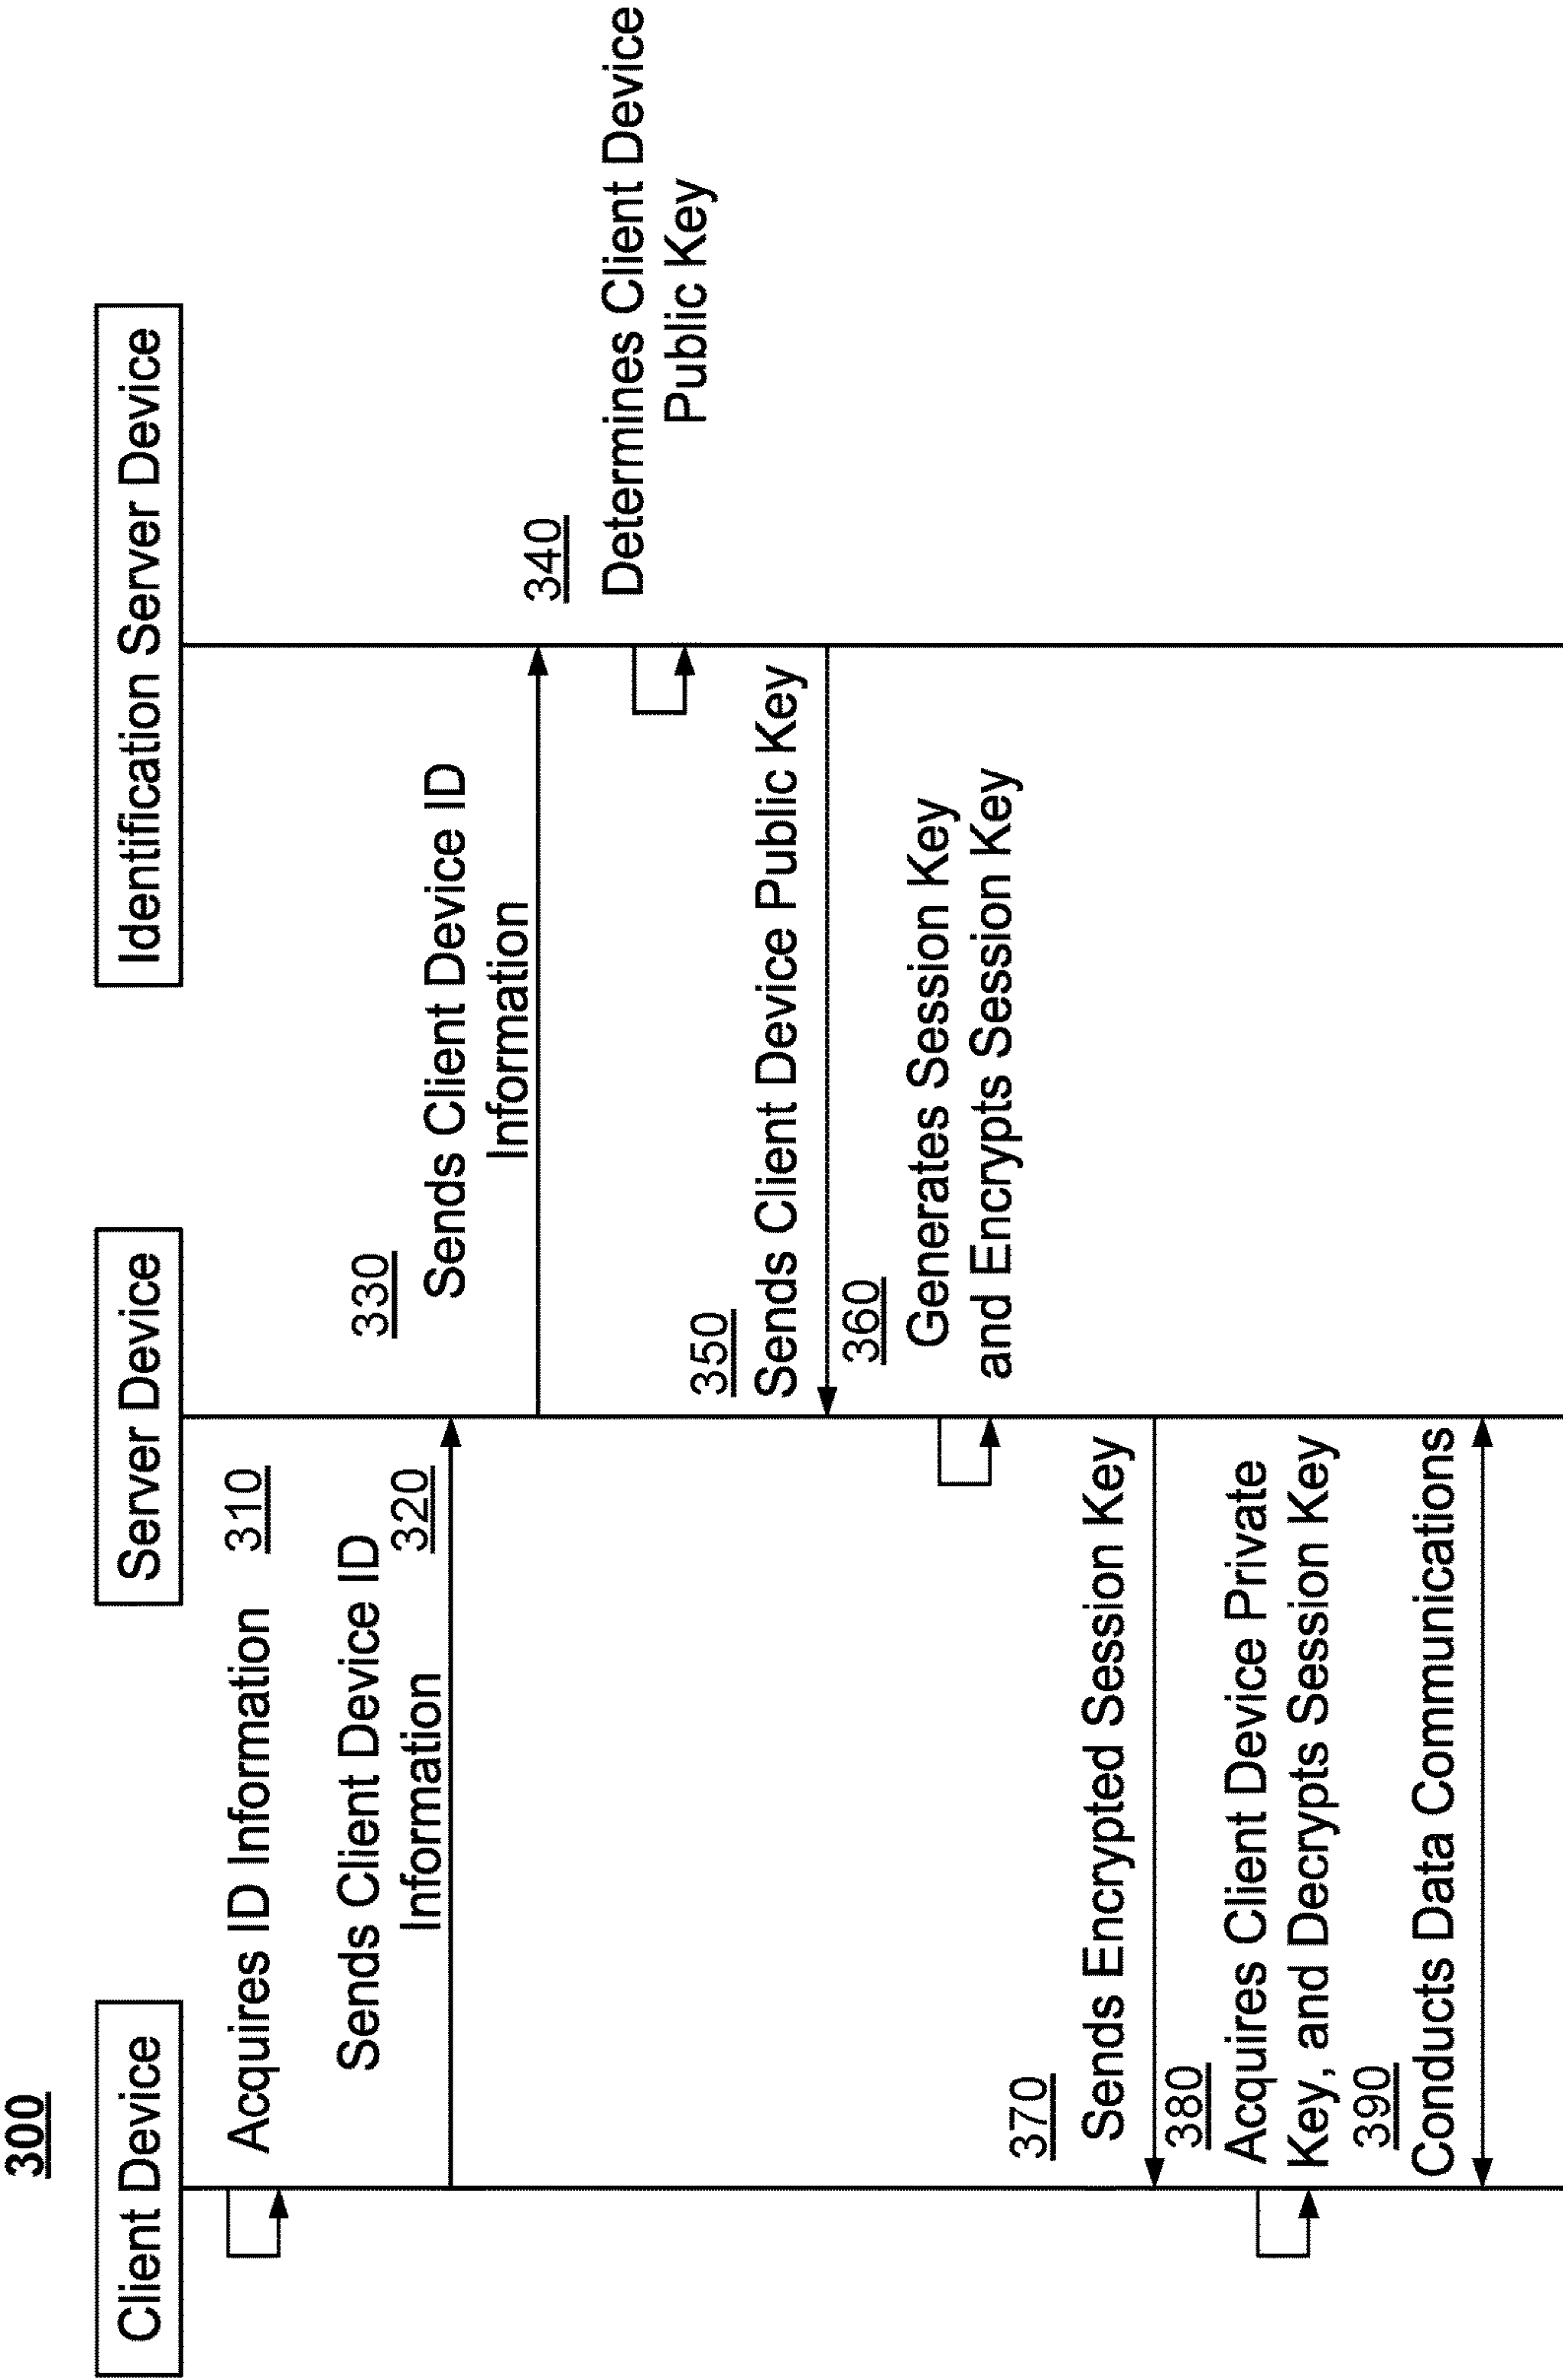 300
Client Device
Server Device
Identification Server Device
Acquires ID Information
310
Sends Client Device ID
Information
320
330
Sends Client Device ID
Information
340
Determines Client Device
Public Key
350
Sends Client Device Public Key
360
Generates Session Key
and Encrypts Session Key
370
Sends Encrypted Session Key
380
Acquires Client Device Private
Key, and Decrypts Session Key
390
Conducts Data Communications